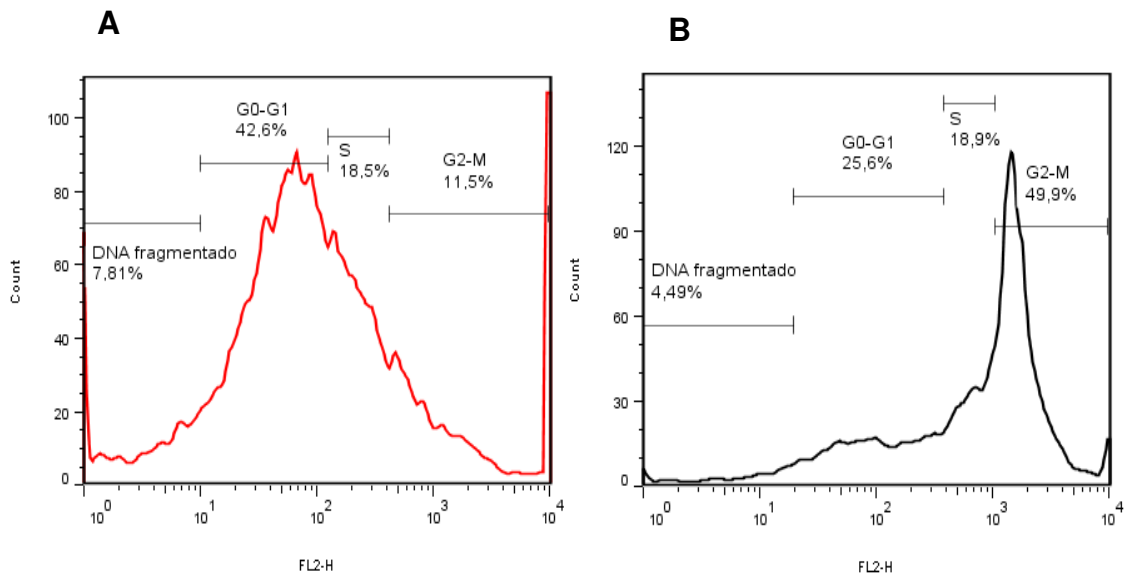 A
G0-G1
42,6%
S
18,5%
G2-M
11,5%
DNA fragmentado
7,81%
Count
100
80
60
40
20
0
10^0
10^1
10^2
10^3
10^4
FL2-H
B
S
18,9%
G0-G1
25,6%
G2-M
49,9%
DNA fragmentado
4,49%
Count
120
90
60
30
0
10^0
10^1
10^2
10^3
10^4
FL2-H